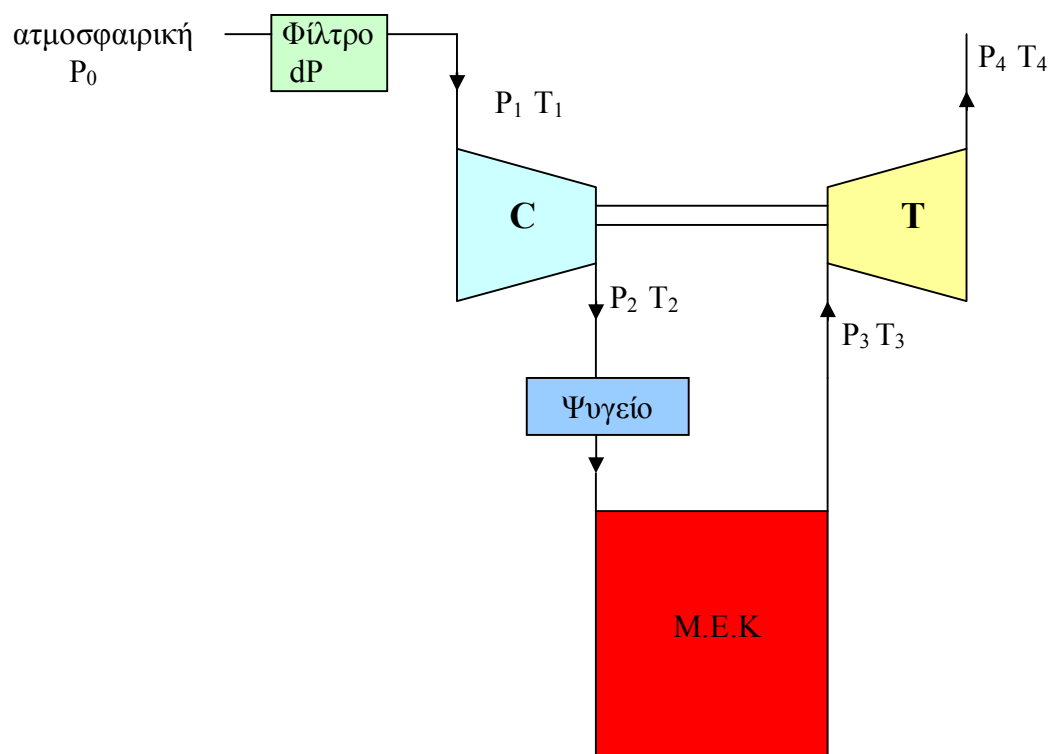 ατμοσφαιρική
P₀
Φίλτρο
dP
P₁ T₁
P₄ T₄
C
T
P₂ T₂
P₃ T₃
Ψυγείο
Μ.Ε.Κ